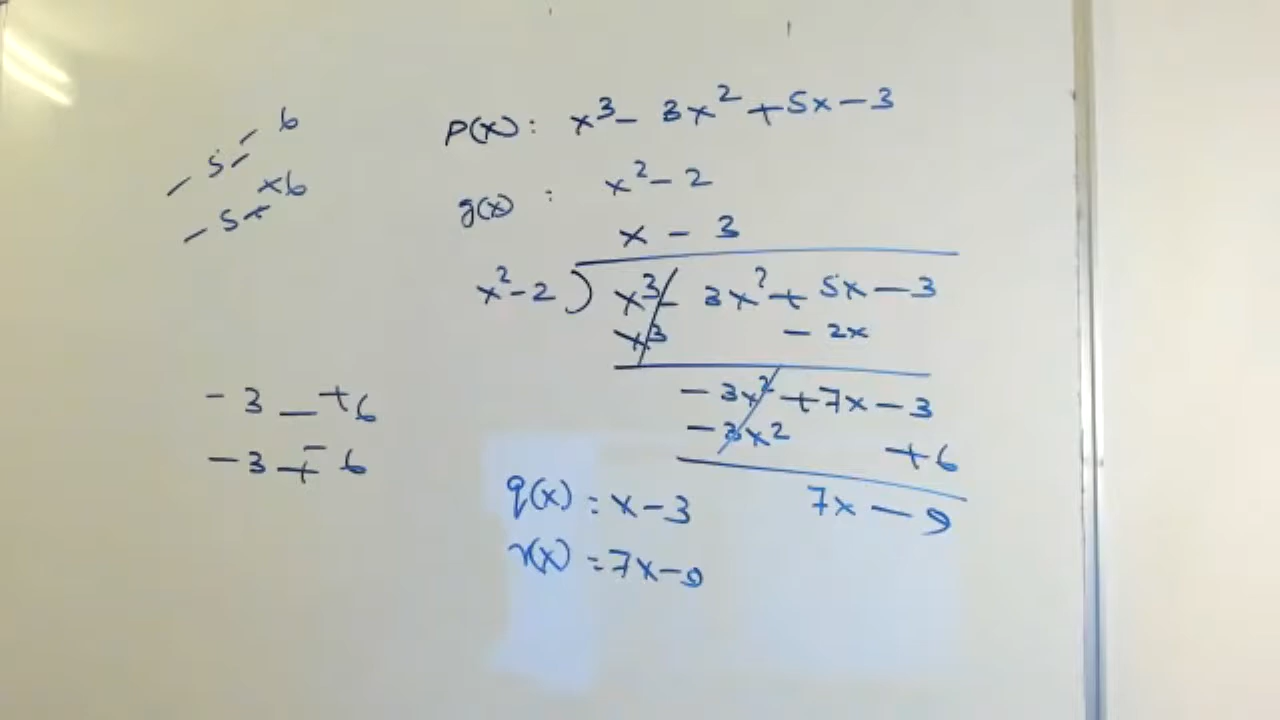 p(x) : x³ - 3x² + 5x - 3
g(x) : x² - 2
x - 3
x² - 2 ) x³ - 3x² + 5x - 3
x³ - 2x
- 3x² + 7x - 3
- 3x² + 6
7x - 9
q(x) = x - 3
r(x) = 7x - 9
- 5 - 6
- 5 + 
- 3 - + 6
- 3 + - 6